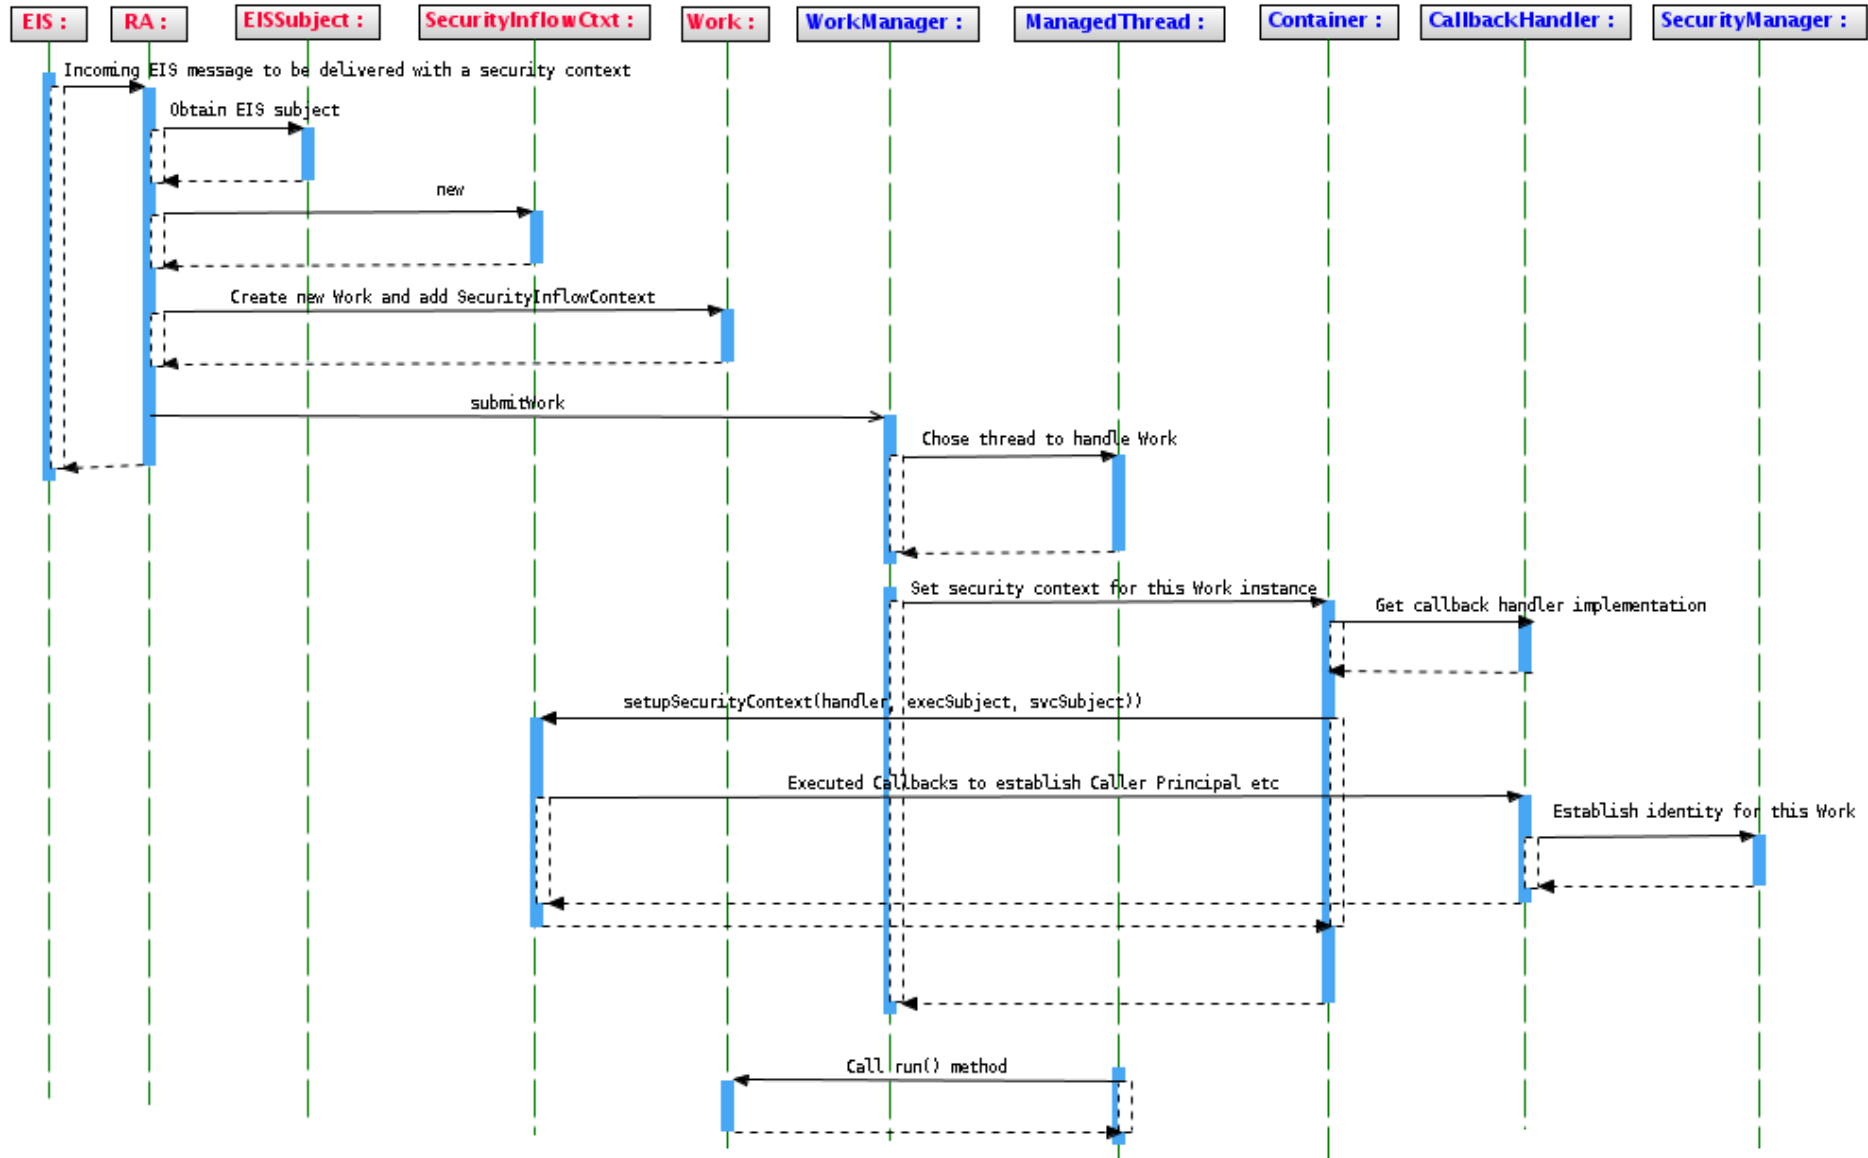 EIS :
RA :
EISSubject :
SecurityInflowCtxt :
Work :
WorkManager :
ManagedThread :
Container :
CallbackHandler :
SecurityManager :
Incoming EIS message to be delivered with a security context
Obtain EIS subject
new
Create new Work and add SecurityInflowContext
submitWork
Chose thread to handle Work
Set security context for this Work instance
Get callback handler implementation
setupSecurityContext(handler, execSubject, svcSubject))
Executed Callbacks to establish Caller Principal etc
Establish identity for this Work
Call run() method